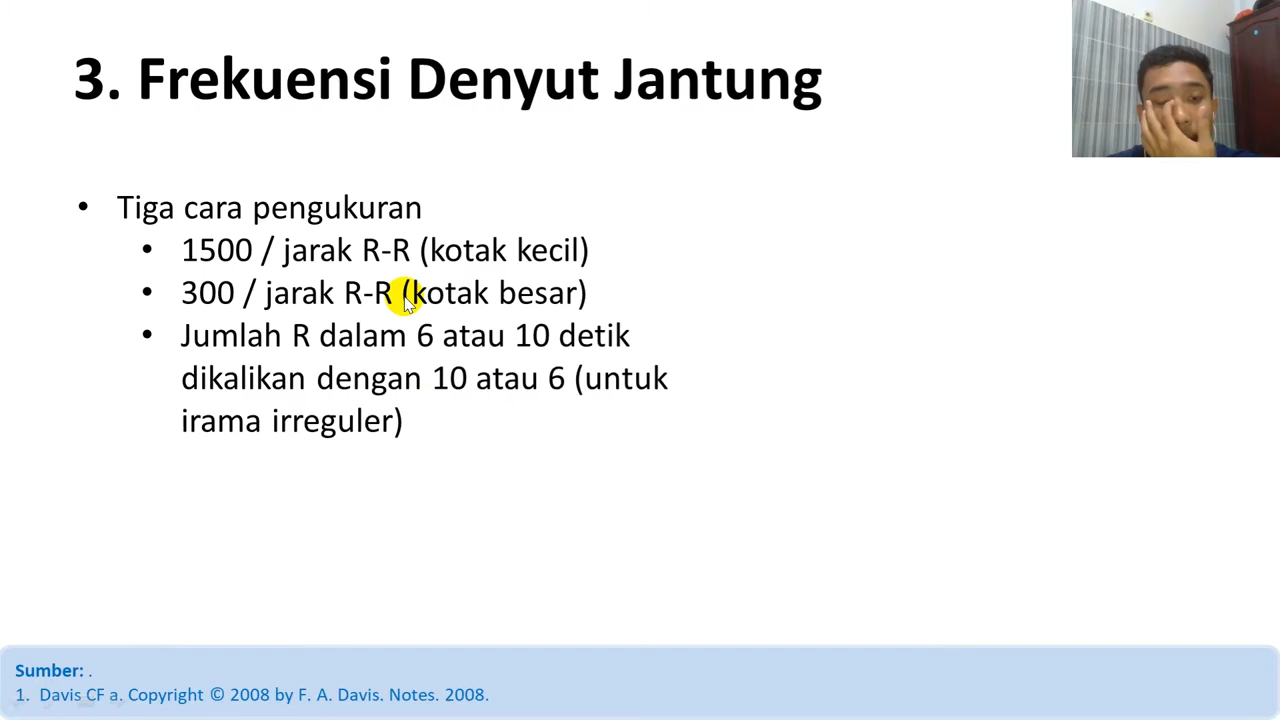 3. Frekuensi Denyut Jantung
• Tiga cara pengukuran
• 1500 / jarak R-R (kotak kecil)
• 300 / jarak R-R (kotak besar)
• Jumlah R dalam 6 atau 10 detik
dikalikan dengan 10 atau 6 (untuk
irama irreguler)
Sumber: .
1. Davis CF a. Copyright © 2008 by F. A. Davis. Notes. 2008.